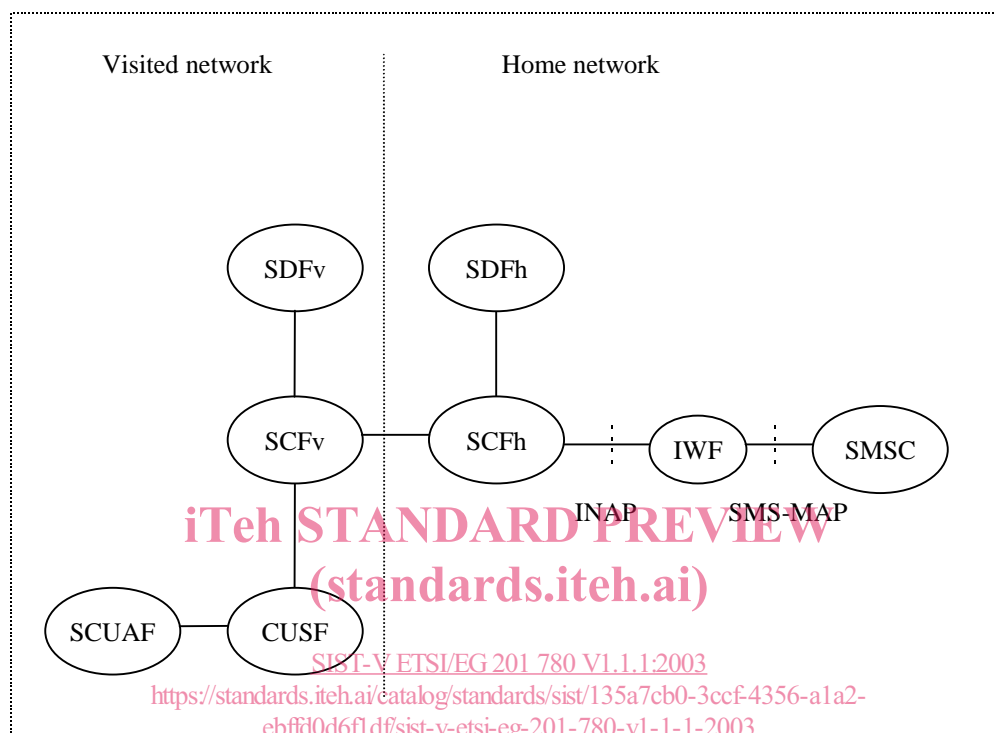 Visited network
Home network
SDFv
SDFh
SCFv
SCFh
IWF
SMSC
INAP
SMS-MAP
iTeh STANDARD PREVIEW
(standards.iteh.ai)
SCUAF
CUSF
SIST-V ETSI/EG 201 780 V1.1.1:2003
https://standards.iteh.ai/catalog/standards/sist/135a7cb0-3ccf-4356-a1a2-
ebffd0d6f1df/sist-v-etsi-eg-201-780-v1-1-1-2003